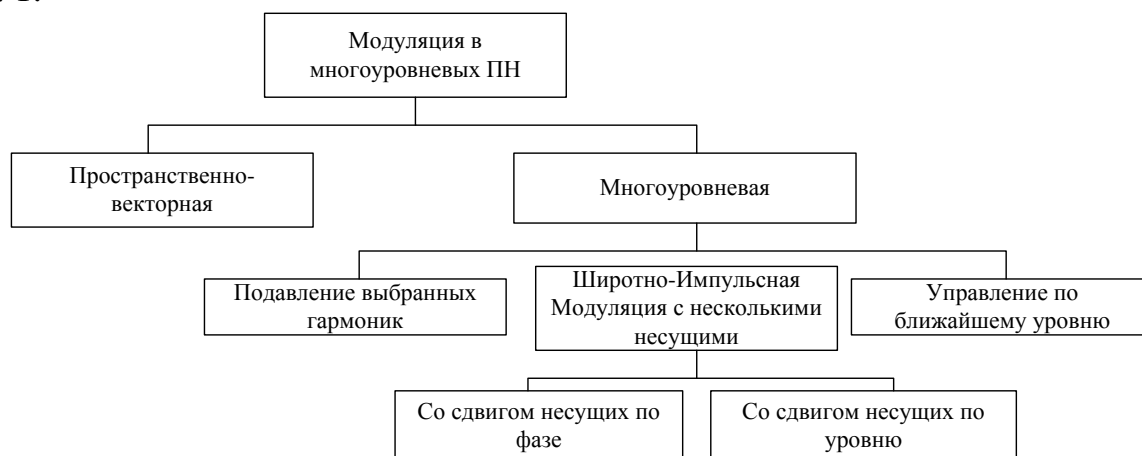 Модуляция в
многоуровневых ПН
Пространственно-
векторная
Многоуровневая
Подавление выбранных
гармоник
Широтно-Импульсная
Модуляция с несколькими
несущими
Управление по
ближайшему уровню
Со сдвигом несущих по
фазе
Со сдвигом несущих по
уровню